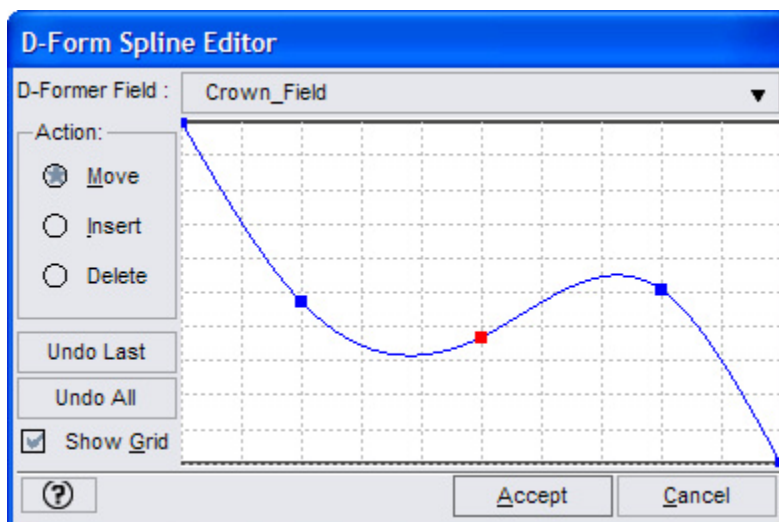 D-Form Spline Editor
D-Former Field : Crown_Field
Action:
Move
Insert
Delete
Undo Last
Undo All
Show Grid
? Accept Cancel